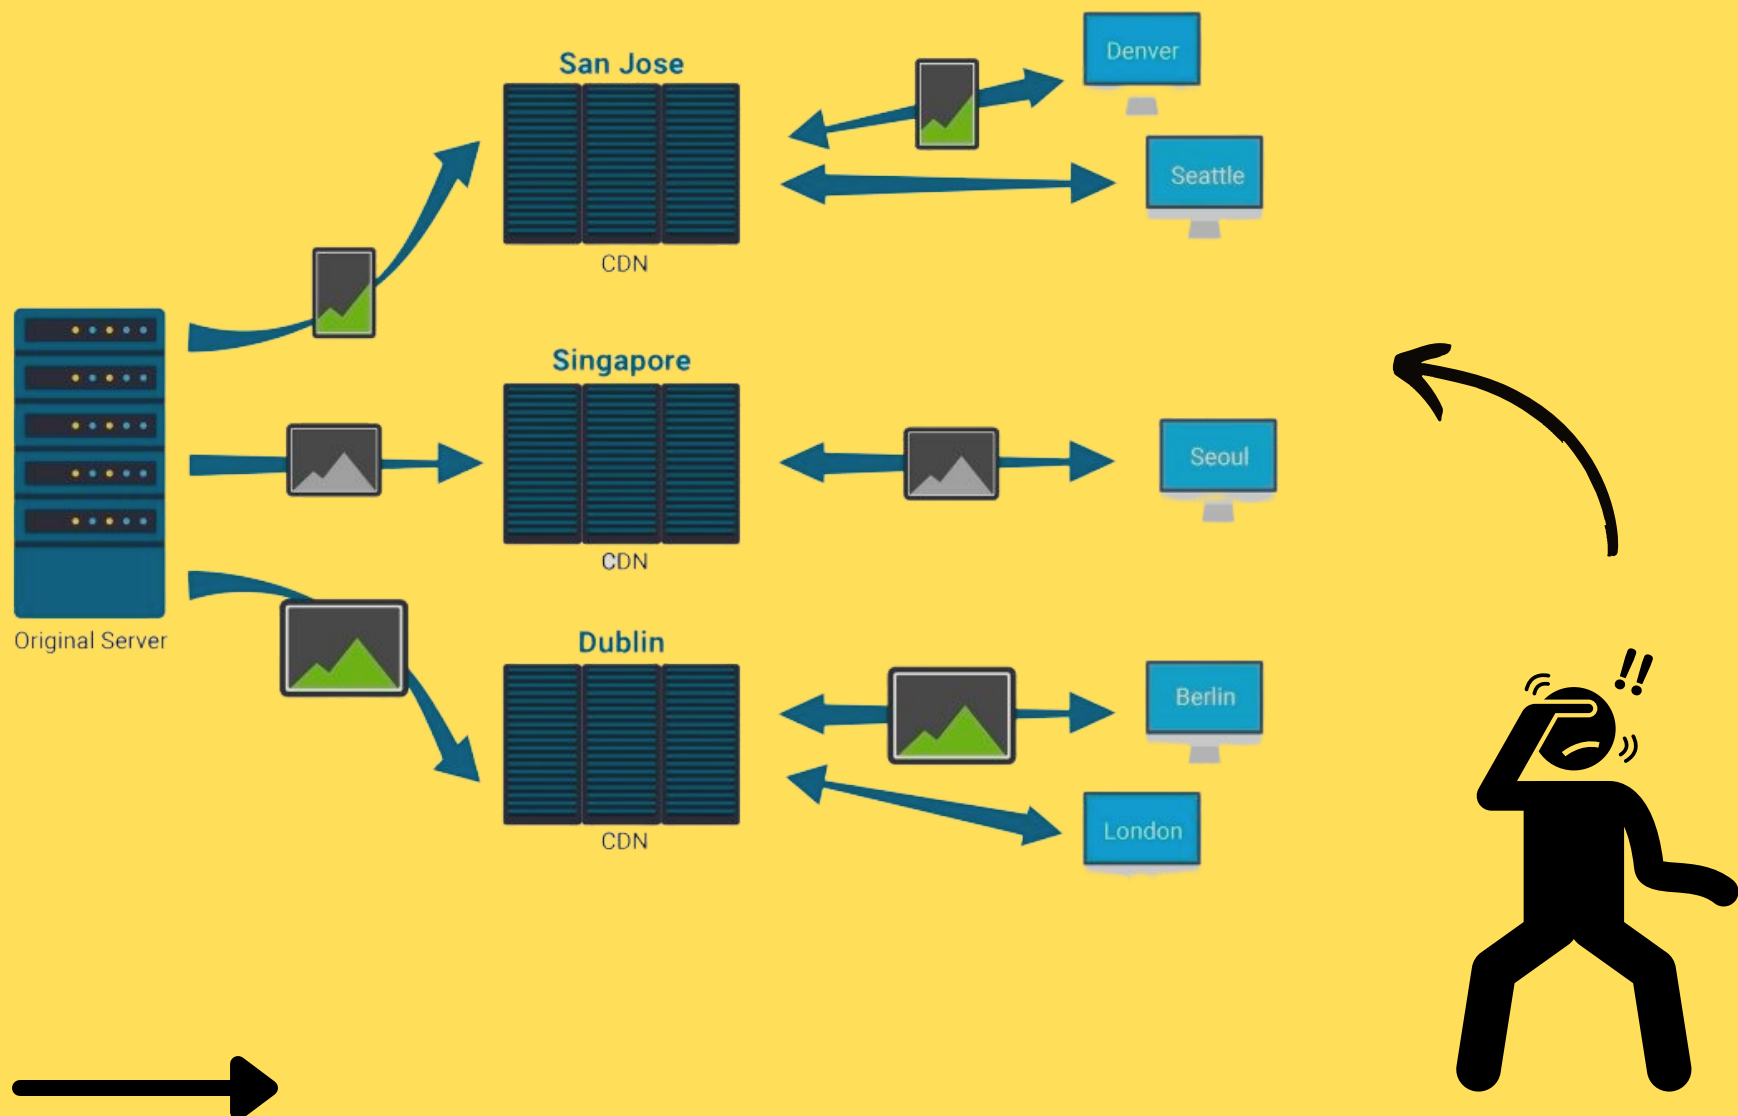 San Jose
CDN
Denver
Seattle
Original Server
Singapore
CDN
Seoul
Dublin
CDN
Berlin
London
!!